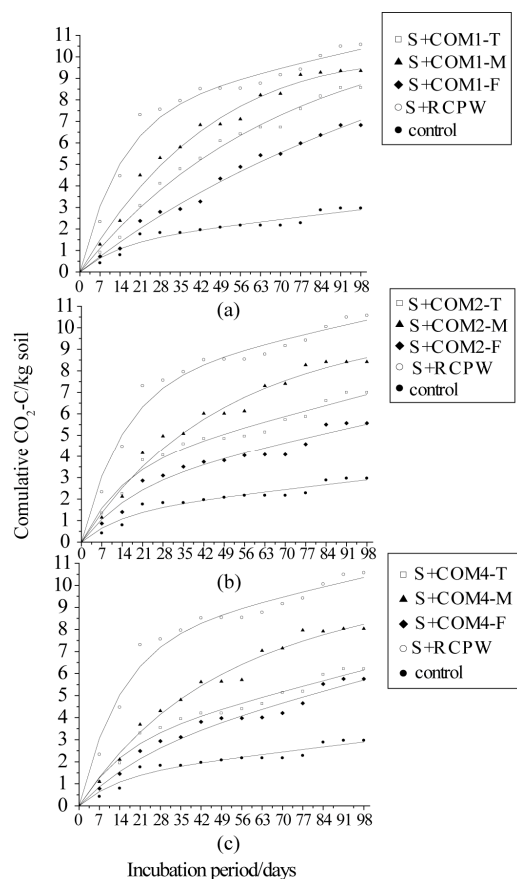 11
10
9
8
7
6
5
4
3
2
1
0
0 7 14 21 28 35 42 49 56 63 70 77 84 91 98
(a)
S+COM1-T
S+COM1-M
S+COM1-F
S+RCPW
control
Cumulative CO₂-C/kg soil
11
10
9
8
7
6
5
4
3
2
1
0
0 7 14 21 28 35 42 49 56 63 70 77 84 91 98
(b)
S+COM2-T
S+COM2-M
S+COM2-F
S+RCPW
control
11
10
9
8
7
6
5
4
3
2
1
0
0 7 14 21 28 35 42 49 56 63 70 77 84 91 98
(c)
S+COM4-T
S+COM4-M
S+COM4-F
S+RCPW
control
Incubation period/days